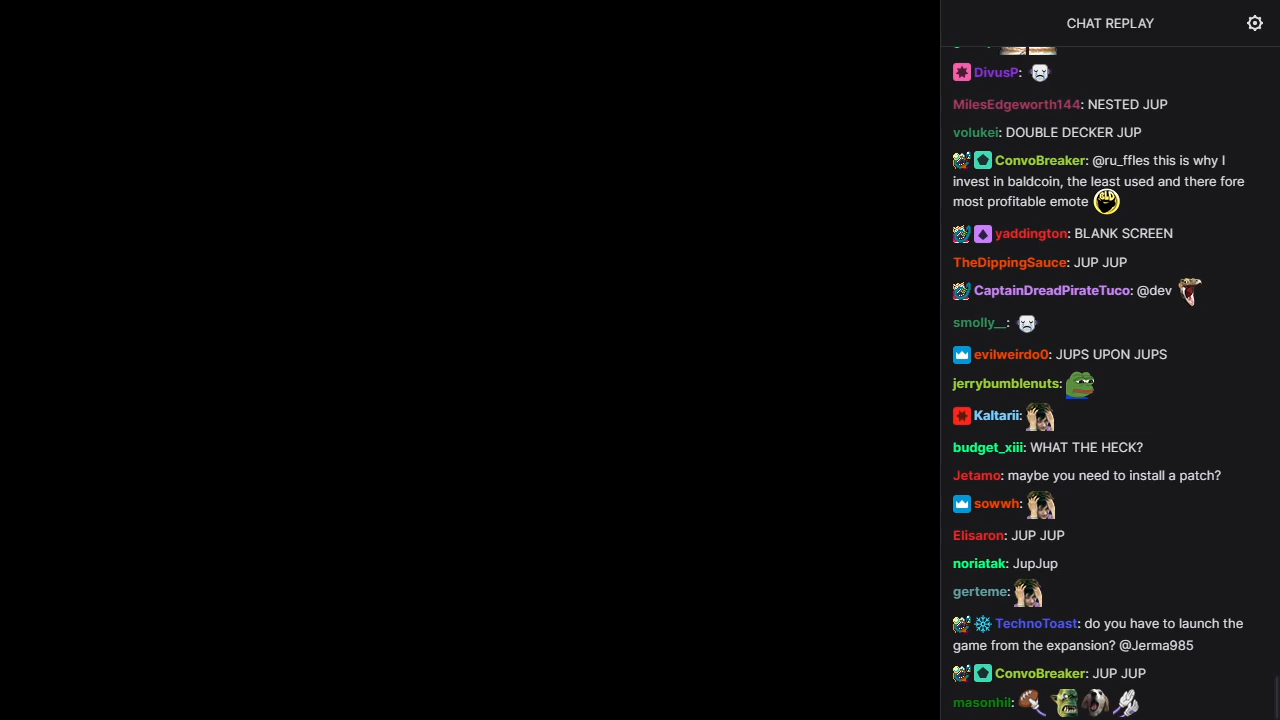 CHAT REPLAY
DivusP:
MilesEdgeworth144: NESTED JUP
volukei: DOUBLE DECKER JUP
ConvoBreaker: @ru_ffles this is why I
invest in baldcoin, the least used and there fore
most profitable emote
yaddington: BLANK SCREEN
TheDippingSauce: JUP JUP
CaptainDreadPirateTuco: @dev
smolly__:
evilweirdo0: JUPS UPON JUPS
jerrybumblenuts:
Kaltarii:
budget_xiii: WHAT THE HECK?
Jetamo: maybe you need to install a patch?
sowwh:
Elisaron: JUP JUP
noriatak: JupJup
gerteme:
TechnoToast: do you have to launch the
game from the expansion? @Jerma985
ConvoBreaker: JUP JUP
masonhil: